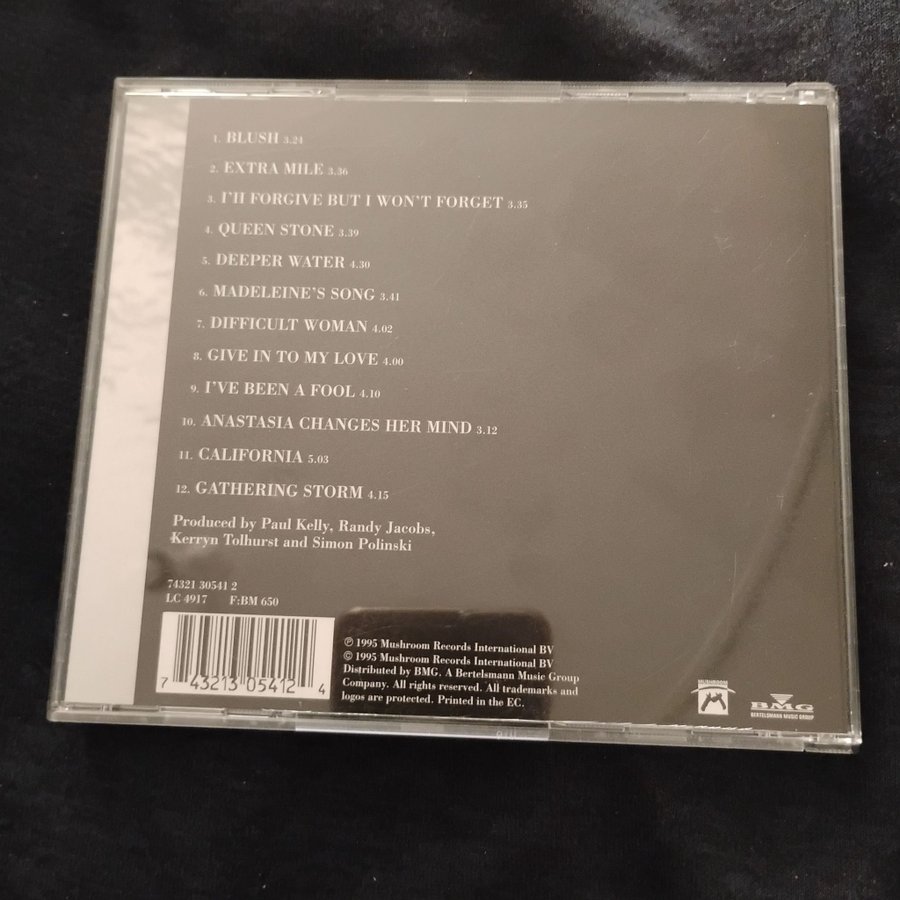 1. BLUSH 3.24
2. EXTRA MILE 3.36
3. I'H FORGIVE BUT I WON'T FORGET 3.35
4. QUEEN STONE 3.39
5. DEEPER WATER 4.30
6. MADELEINE'S SONG 3.41
7. DIFFICULT WOMAN 4.02
8. GIVE IN TO MY LOVE 4.00
9. I'VE BEEN A FOOL 4.10
10. ANASTASIA CHANGES HER MIND 3.12
11. CALIFORNIA 5.03
12. GATHERING STORM 4.15
Produced by Paul Kelly, Randy Jacobs,
Kerryn Tolhurst and Simon Polinski
74321 30541 2
LC 4917 F:BM 650
7 43213 05412 4
℗ 1995 Mushroom Records International BV
© 1995 Mushroom Records International BV
Distributed by BMG. A Bertelsmann Music Group
Company. All rights reserved. All trademarks and
logos are protected. Printed in the EC.
MUSHROOM
BMG
BERTELSMANN MUSIC GROUP